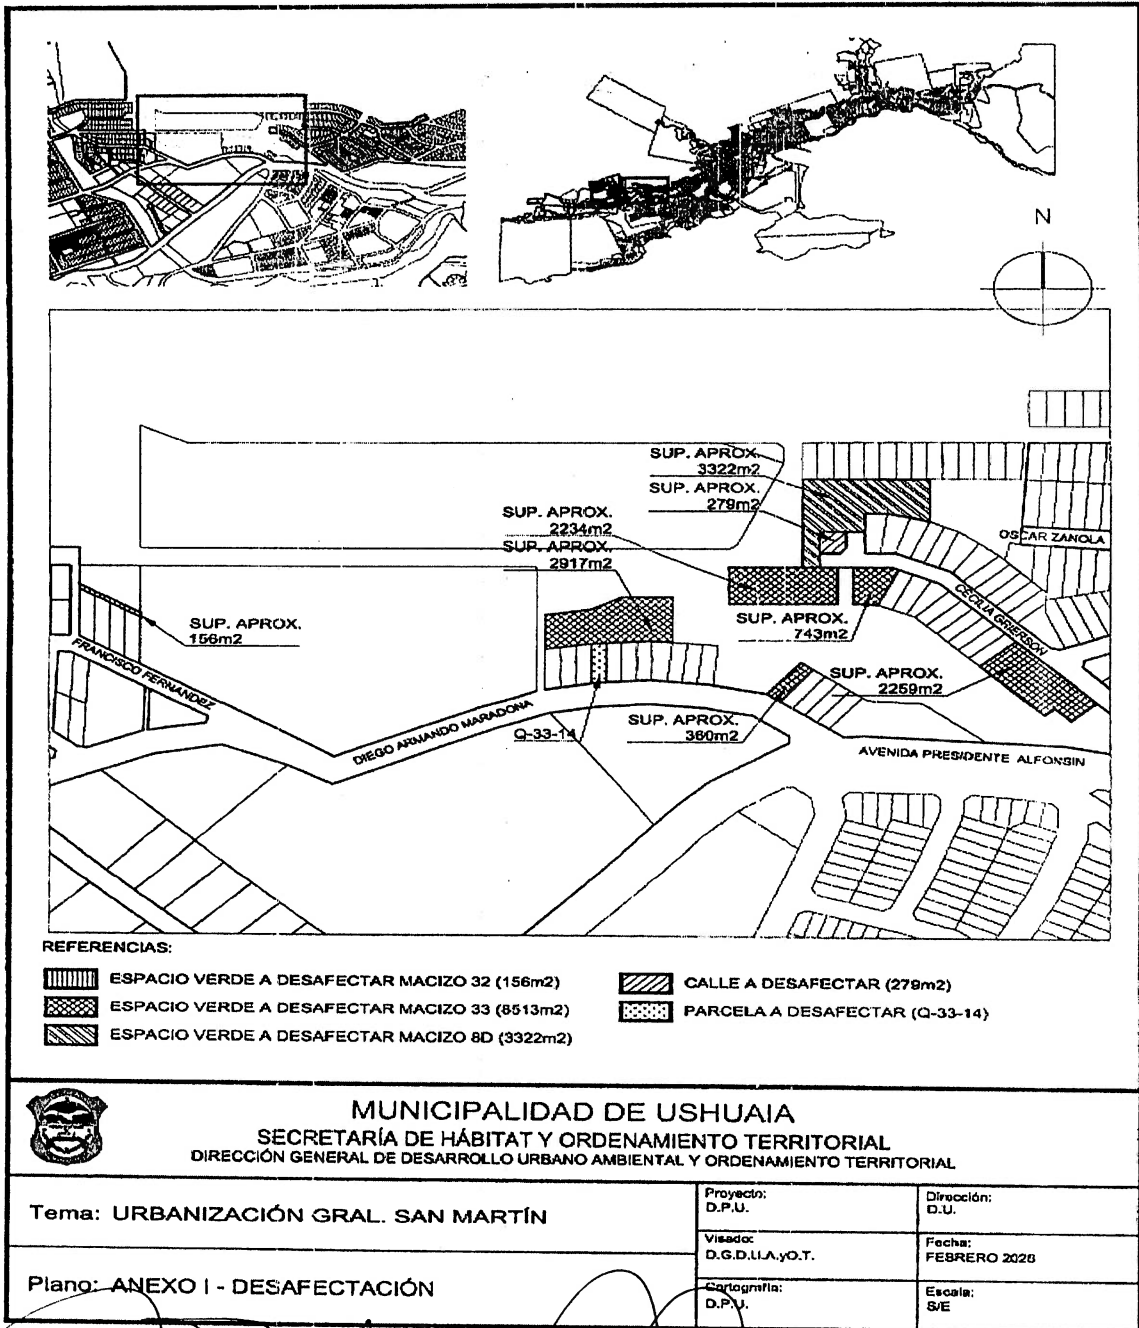 N
SUP. APROX.
3322m2
SUP. APROX.
279m2
SUP. APROX.
2234m2
SUP. APROX.
2917m2
OSCAR ZANOLA
CECILIA GRIERSON
SUP. APROX.
156m2
SUP. APROX.
743m2
FRANCISCO FERNANDEZ
SUP. APROX.
2259m2
DIEGO ARMANDO MARADONA
Q-33-14
SUP. APROX.
360m2
AVENIDA PRESIDENTE ALFONSIN
REFERENCIAS:
ESPACIO VERDE A DESAFECTAR MACIZO 32 (156m2)
ESPACIO VERDE A DESAFECTAR MACIZO 33 (8513m2)
ESPACIO VERDE A DESAFECTAR MACIZO 8D (3322m2)
CALLE A DESAFECTAR (279m2)
PARCELA A DESAFECTAR (Q-33-14)
MUNICIPALIDAD DE USHUAIA
SECRETARÍA DE HÁBITAT Y ORDENAMIENTO TERRITORIAL
DIRECCIÓN GENERAL DE DESARROLLO URBANO AMBIENTAL Y ORDENAMIENTO TERRITORIAL
Tema: URBANIZACIÓN GRAL. SAN MARTÍN
Plano: ANEXO I - DESAFECTACIÓN
Proyecto:
D.P.U.
Dirección:
D.U.
Visado:
D.G.D.U.A.yO.T.
Fecha:
FEBRERO 2026
Cartografía:
D.P.U.
Escala:
S/E